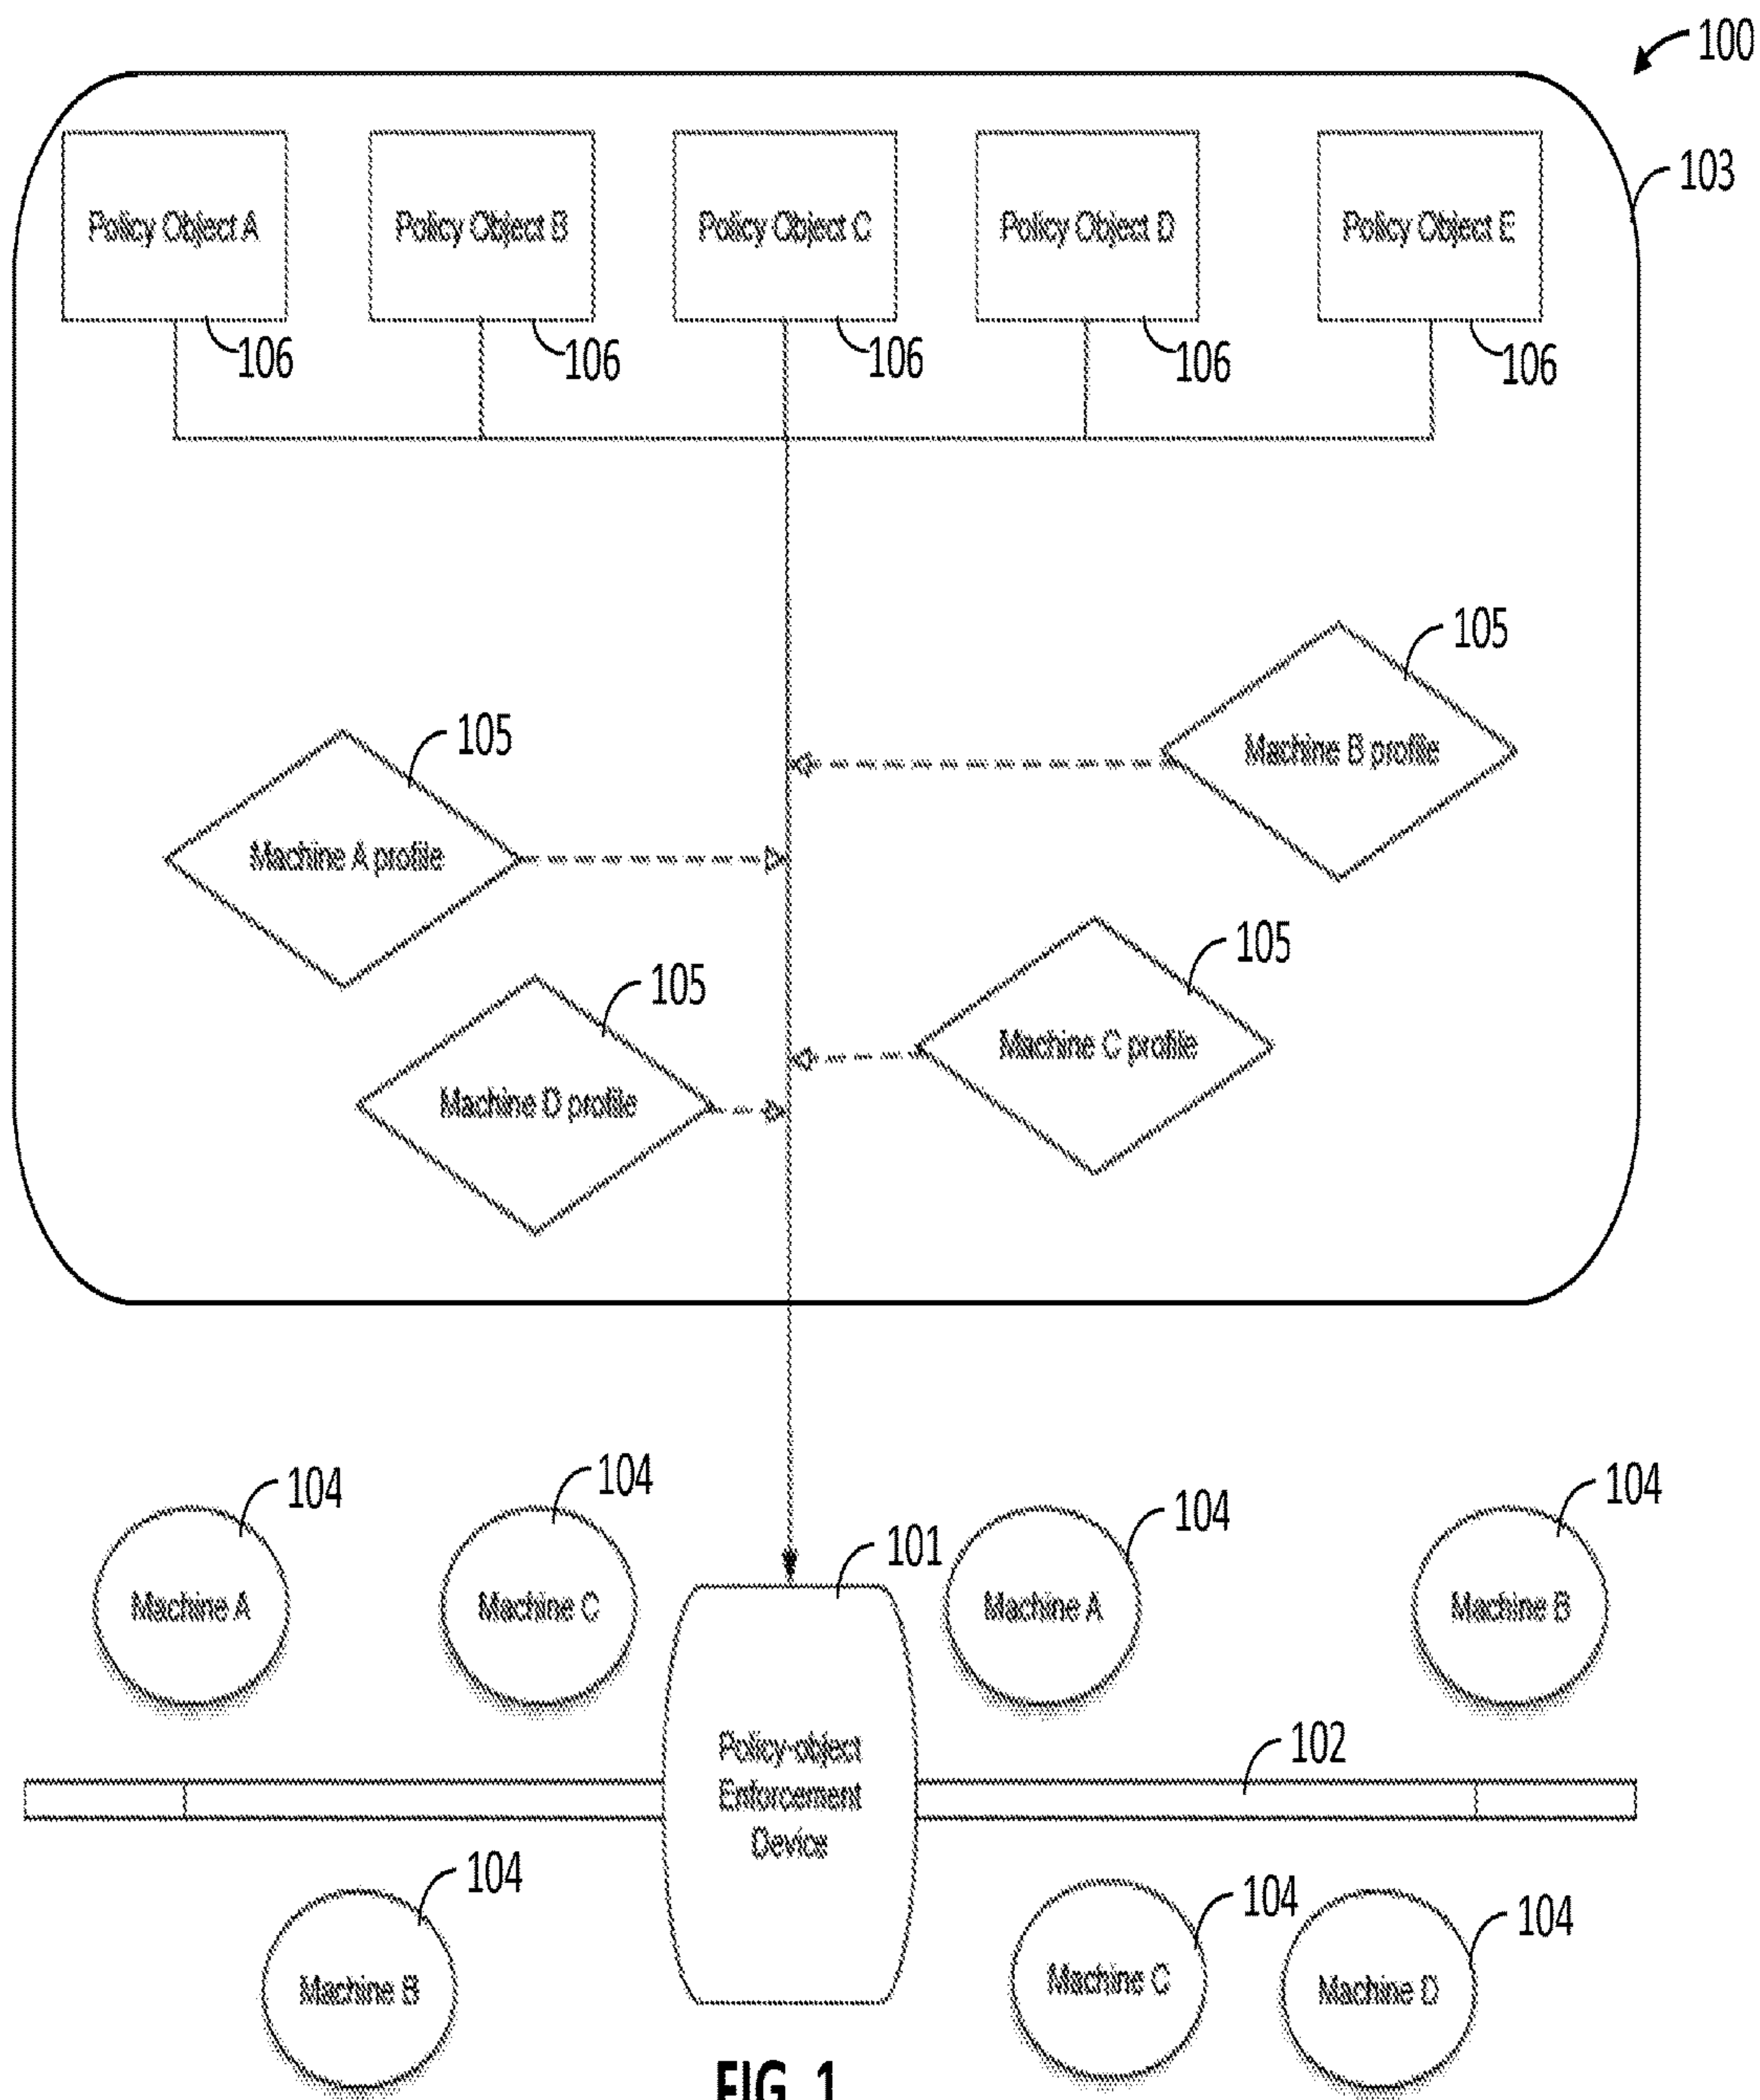 100
103
Policy Object A
Policy Object B
Policy Object C
Policy Object D
Policy Object E
106
106
106
106
106
105
Machine B profile
105
Machine A profile
105
Machine C profile
105
Machine D profile
104
104
104
104
101
Machine A
Machine C
Machine A
Machine B
Policy-object
Enforcement
Device
102
104
104
104
Machine B
Machine C
Machine D
FIG. 1